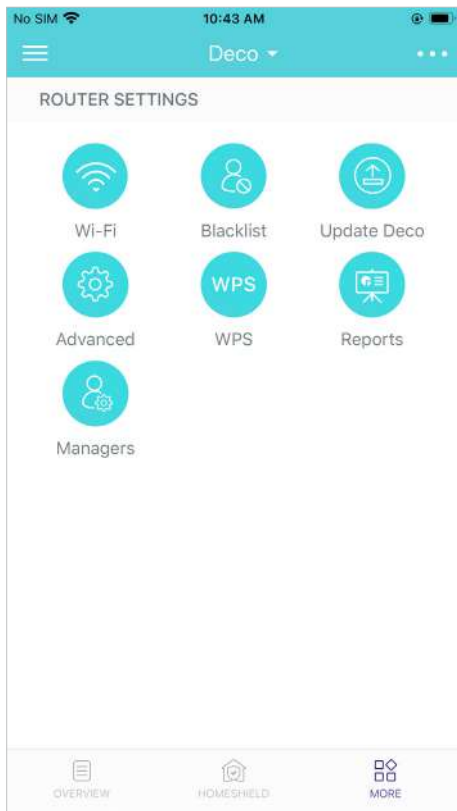 No SIM 10:43 AM
Deco
ROUTER SETTINGS
Wi-Fi Blacklist Update Deco
WPS
Advanced WPS Reports
Managers
OVERVIEW HOMESHIELD MORE